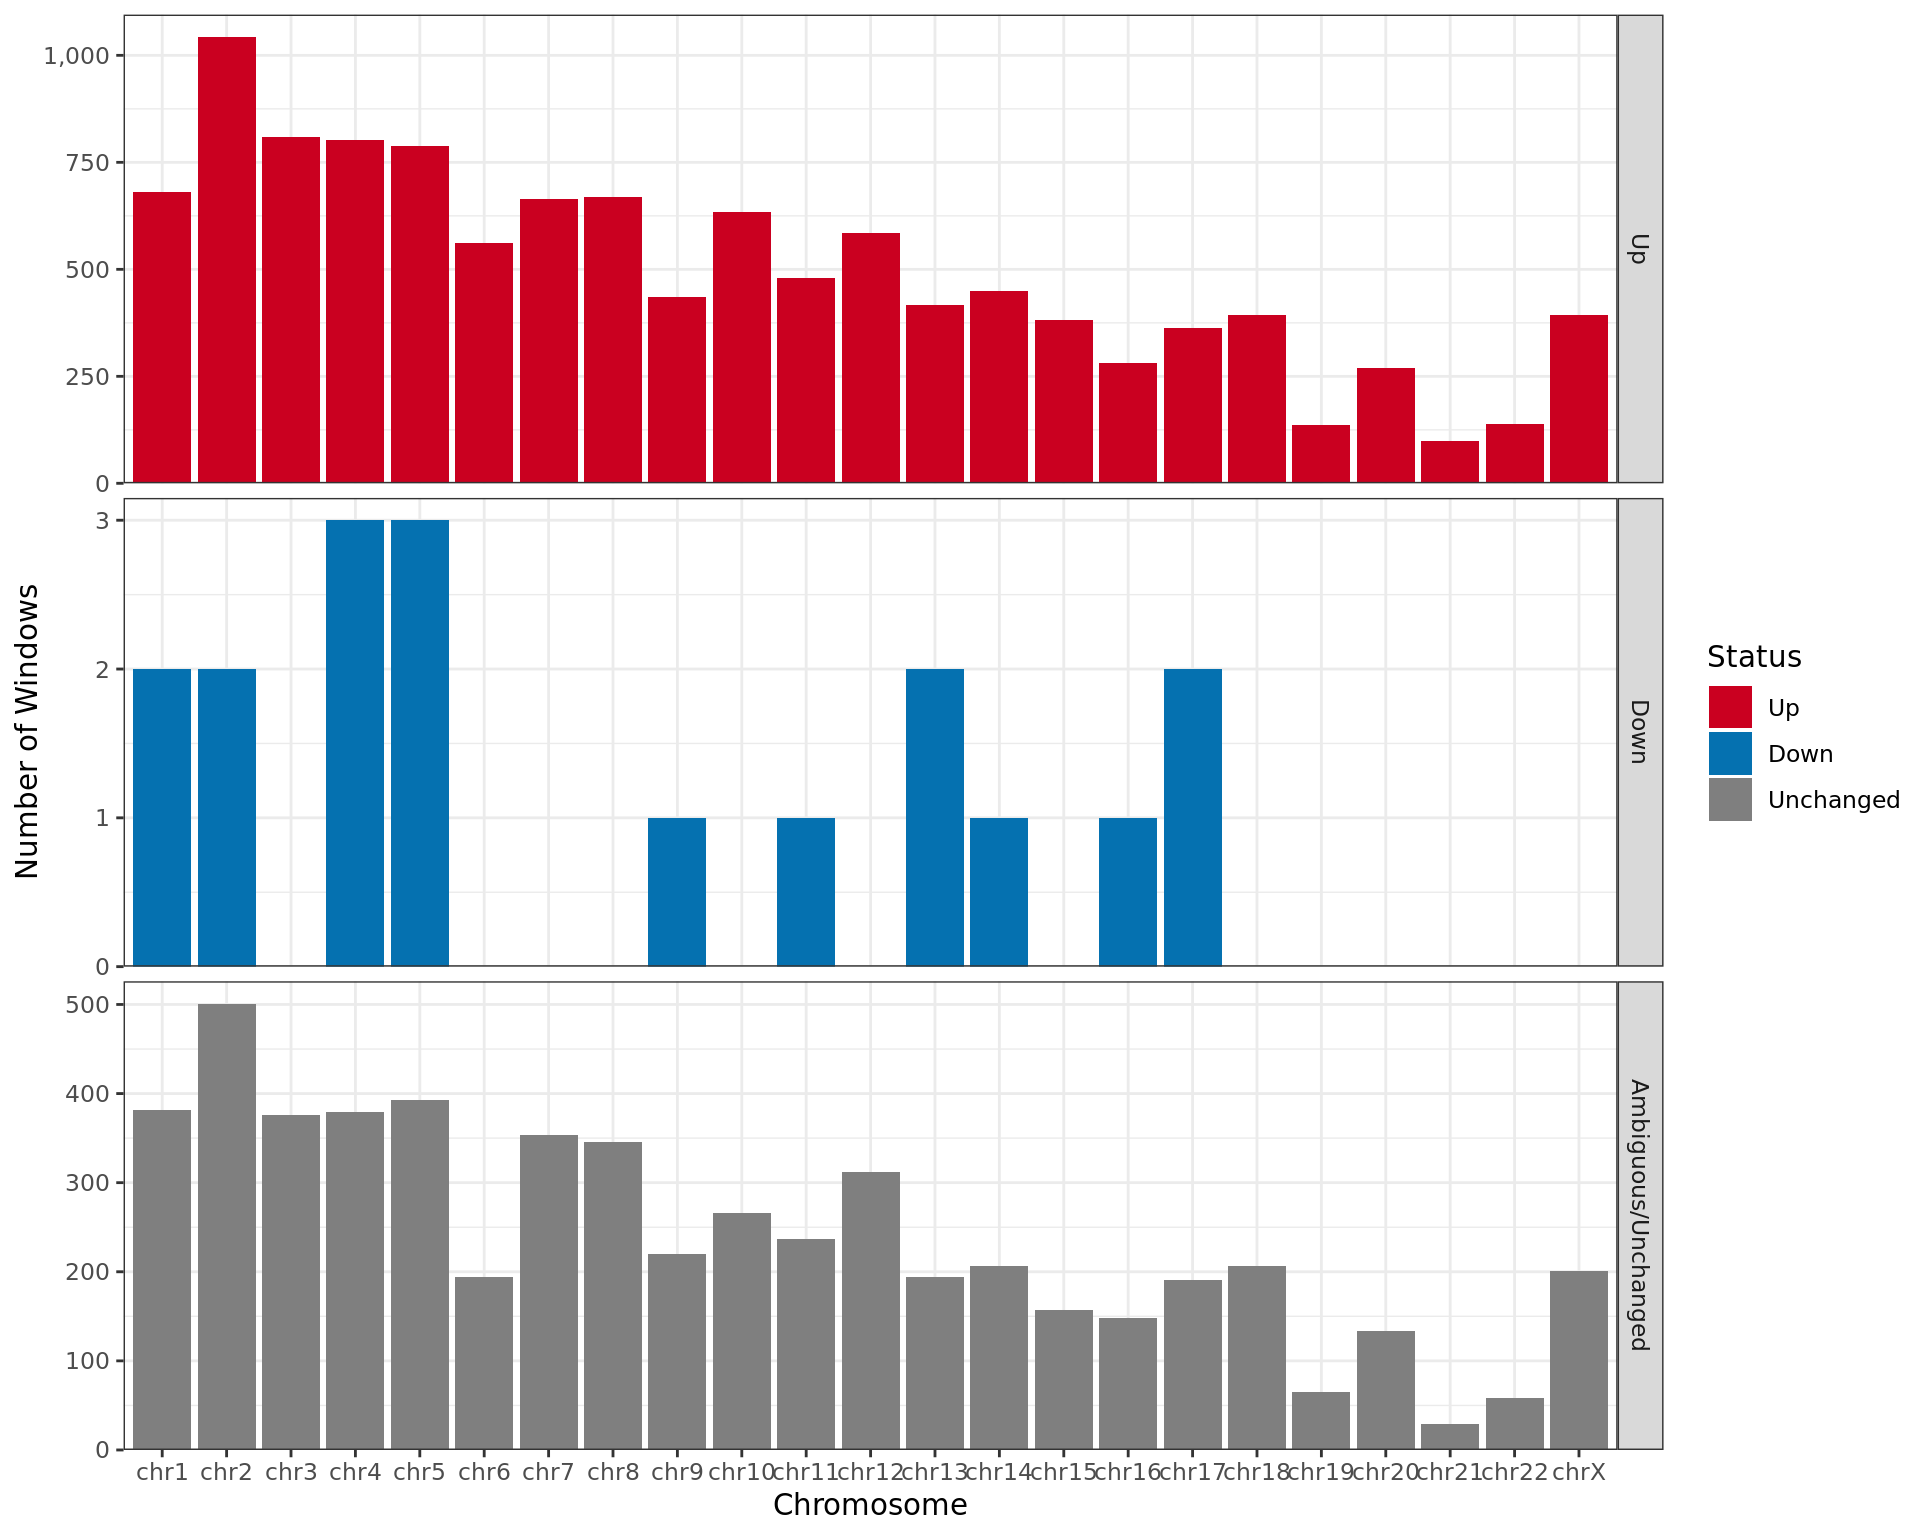 1,000
750
500
250
0
Up
3
2
1
0
Down
500
400
300
200
100
0
Ambiguous/Unchanged
chr1 chr2 chr3 chr4 chr5 chr6 chr7 chr8 chr9 chr10 chr11 chr12 chr13 chr14 chr15 chr16 chr17 chr18 chr19 chr20 chr21 chr22 chrX
Chromosome
Number of Windows
Status
Up
Down
Unchanged